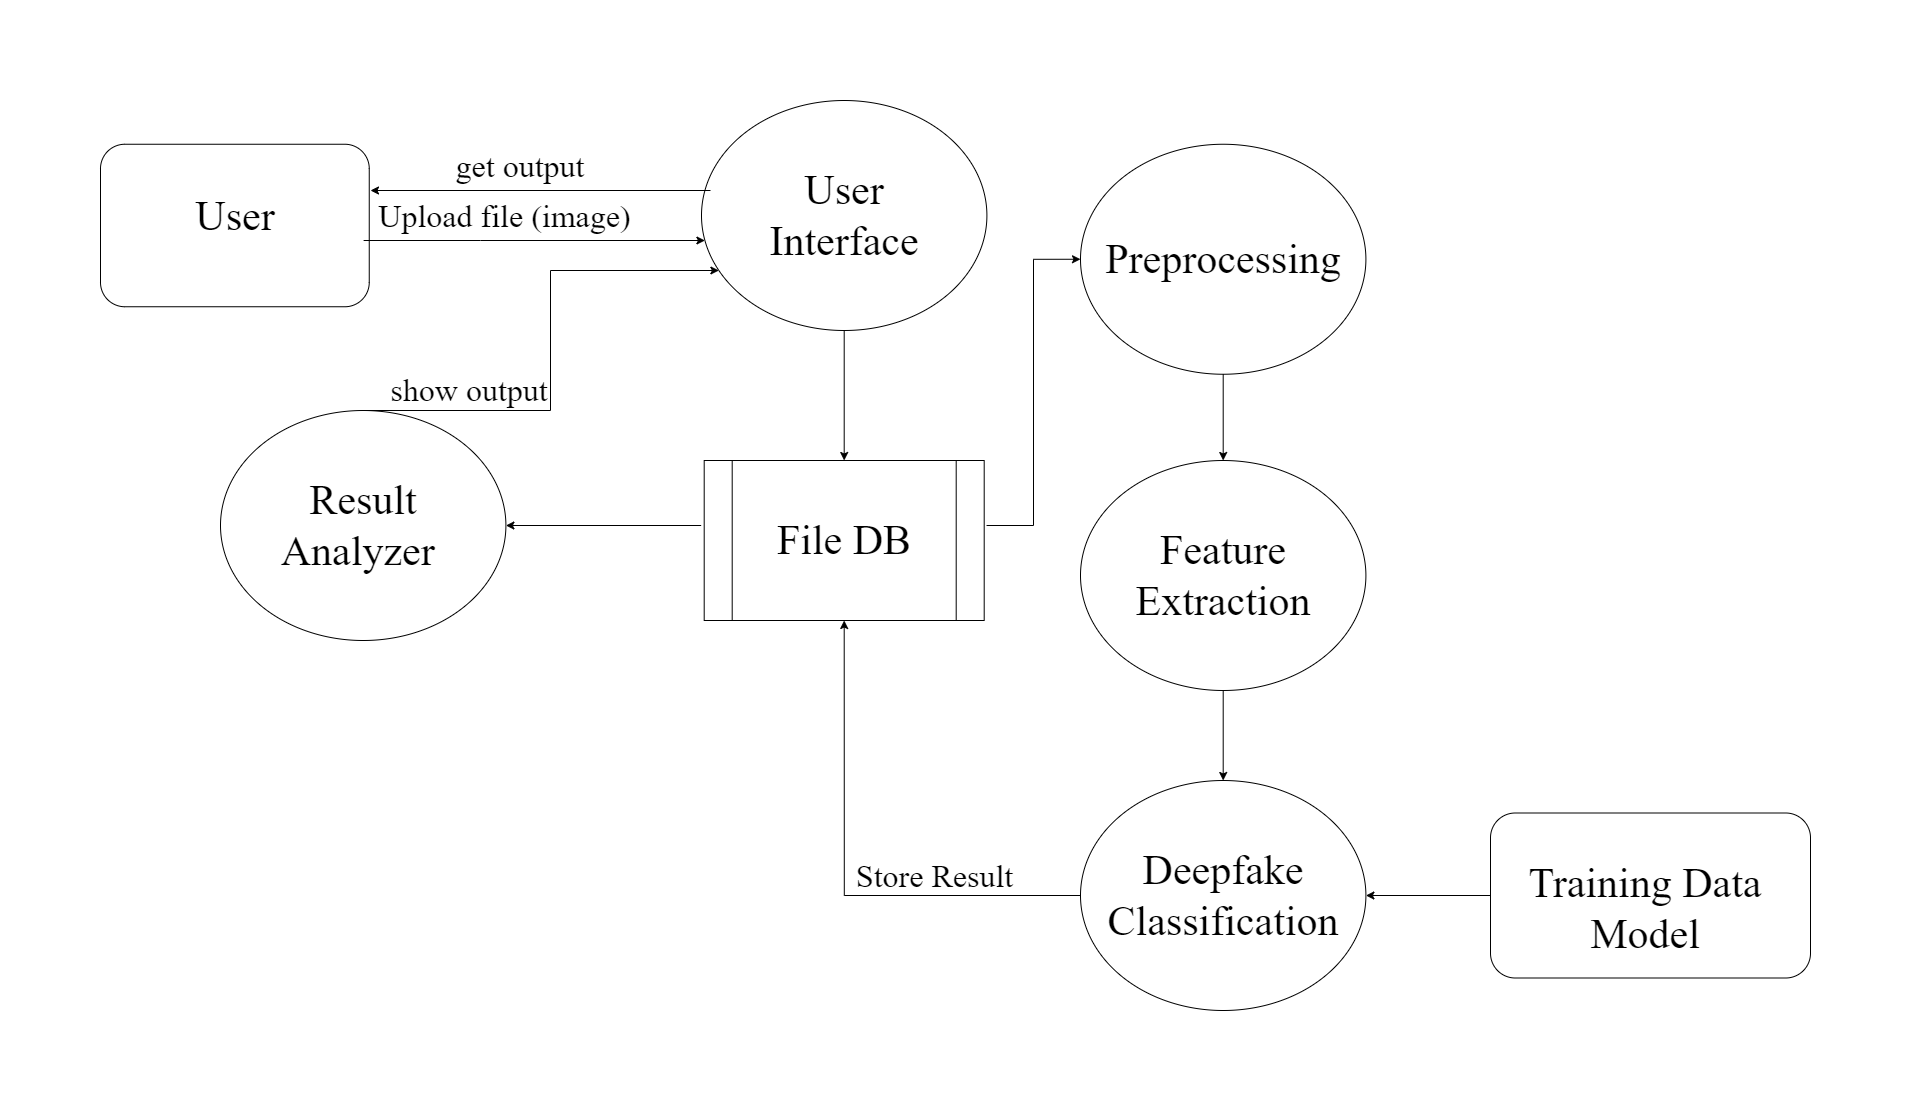 get output
User
Upload file (image)
User
Interface
Preprocessing
show output
Result
Analyzer
File DB
Feature
Extraction
Store Result
Deepfake
Classification
Training Data
Model